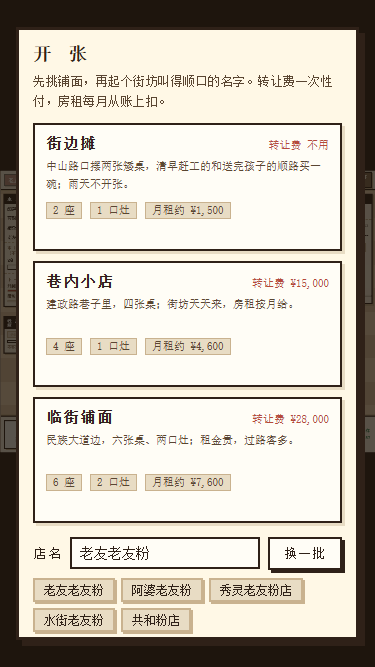 开 张
先挑铺面，再起个街坊叫得顺口的名字。转让费一次性
付，房租每月从账上扣。
街边摊 转让费 不用
中山路口摆两张矮桌，清早赶工的和送完孩子的顺路买一
碗；雨天不开张。
2 座 1 口灶 月租约 ¥1,500
巷内小店 转让费 ¥15,000
建政路巷子里，四张桌；街坊天天来，房租按月给。
4 座 1 口灶 月租约 ¥4,600
临街铺面 转让费 ¥28,000
民族大道边，六张桌、两口灶；租金贵，过路客多。
6 座 2 口灶 月租约 ¥7,600
店名 老友老友粉 换一批
老友老友粉 阿婆老友粉 秀灵老友粉店
水街老友粉 共和粉店